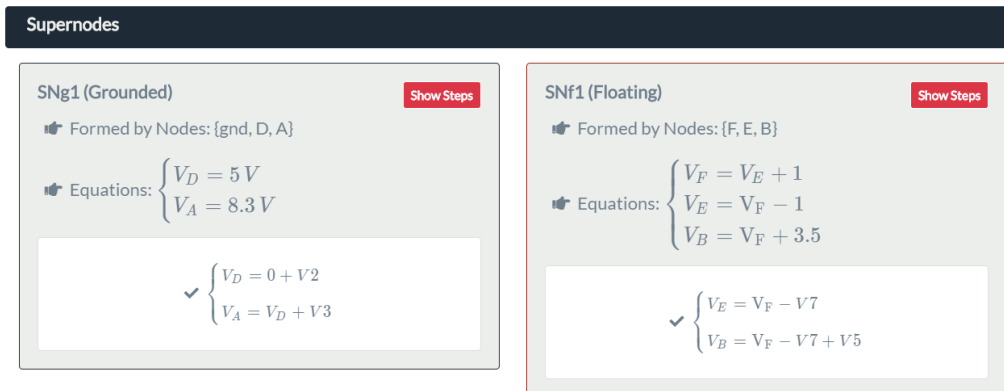 Supernodes
SNg1 (Grounded)
Show Steps
Formed by Nodes: {gnd, D, A}
Equations: { V_D = 5 V
V_A = 8.3 V
V_D = 0 + V2
V_A = V_D + V3
SNf1 (Floating)
Show Steps
Formed by Nodes: {F, E, B}
Equations: { V_F = V_E + 1
V_E = V_F − 1
V_B = V_F + 3.5
V_E = V_F − V7
V_B = V_F − V7 + V5